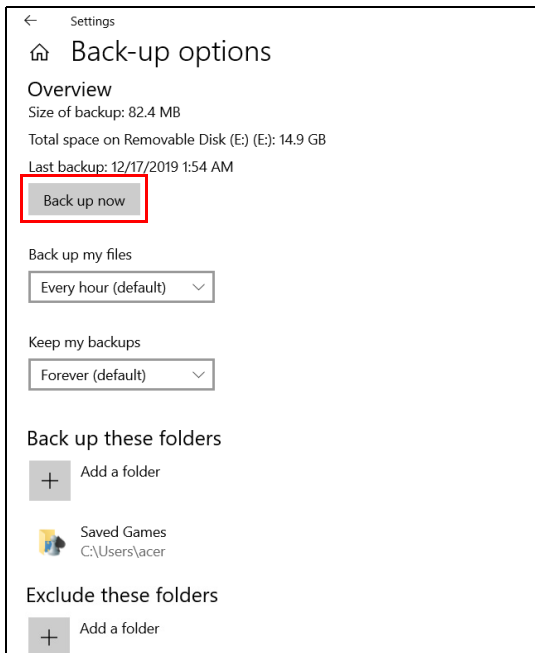 Settings
Back-up options
Overview
Size of backup: 82.4 MB
Total space on Removable Disk (E:) (E:): 14.9 GB
Last backup: 12/17/2019 1:54 AM
Back up now
Back up my files
Every hour (default)
Keep my backups
Forever (default)
Back up these folders
Add a folder
Saved Games
C:\Users\acer
Exclude these folders
Add a folder